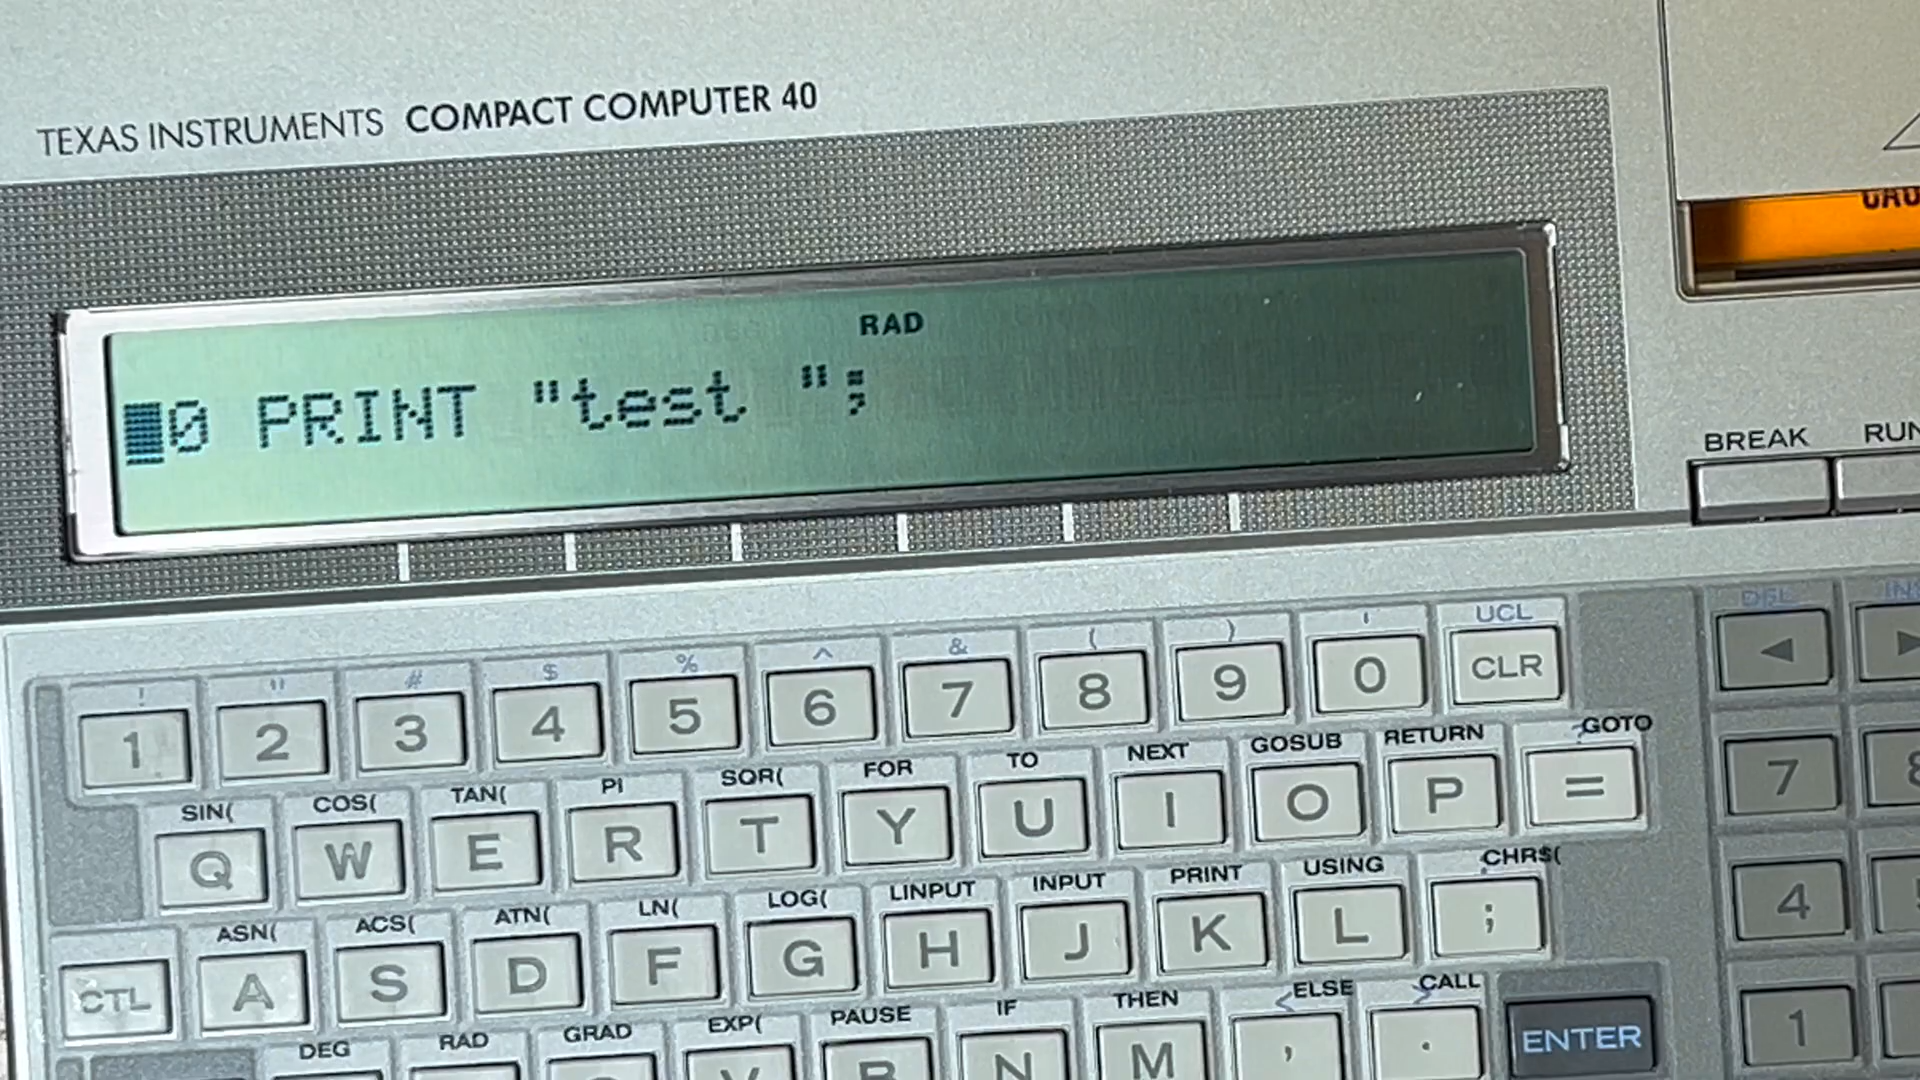 TEXAS INSTRUMENTS COMPACT COMPUTER 40
RAD
0 PRINT "test ";
BREAK RUN
UCL
! " # $ % ^ & ( ) '
1 2 3 4 5 6 7 8 9 0 CLR
DEL
SIN( COS( TAN( PI SQR( FOR TO NEXT GOSUB RETURN GOTO
Q W E R T Y U I O P =
7 8
ASN( ACS( ATN( LN( LOG( LINPUT INPUT PRINT USING CHR$(
CTL A S D F G H J K L ;
4
DEG RAD GRAD EXP( PAUSE IF THEN < ELSE > CALL
V B N M , . ENTER
1